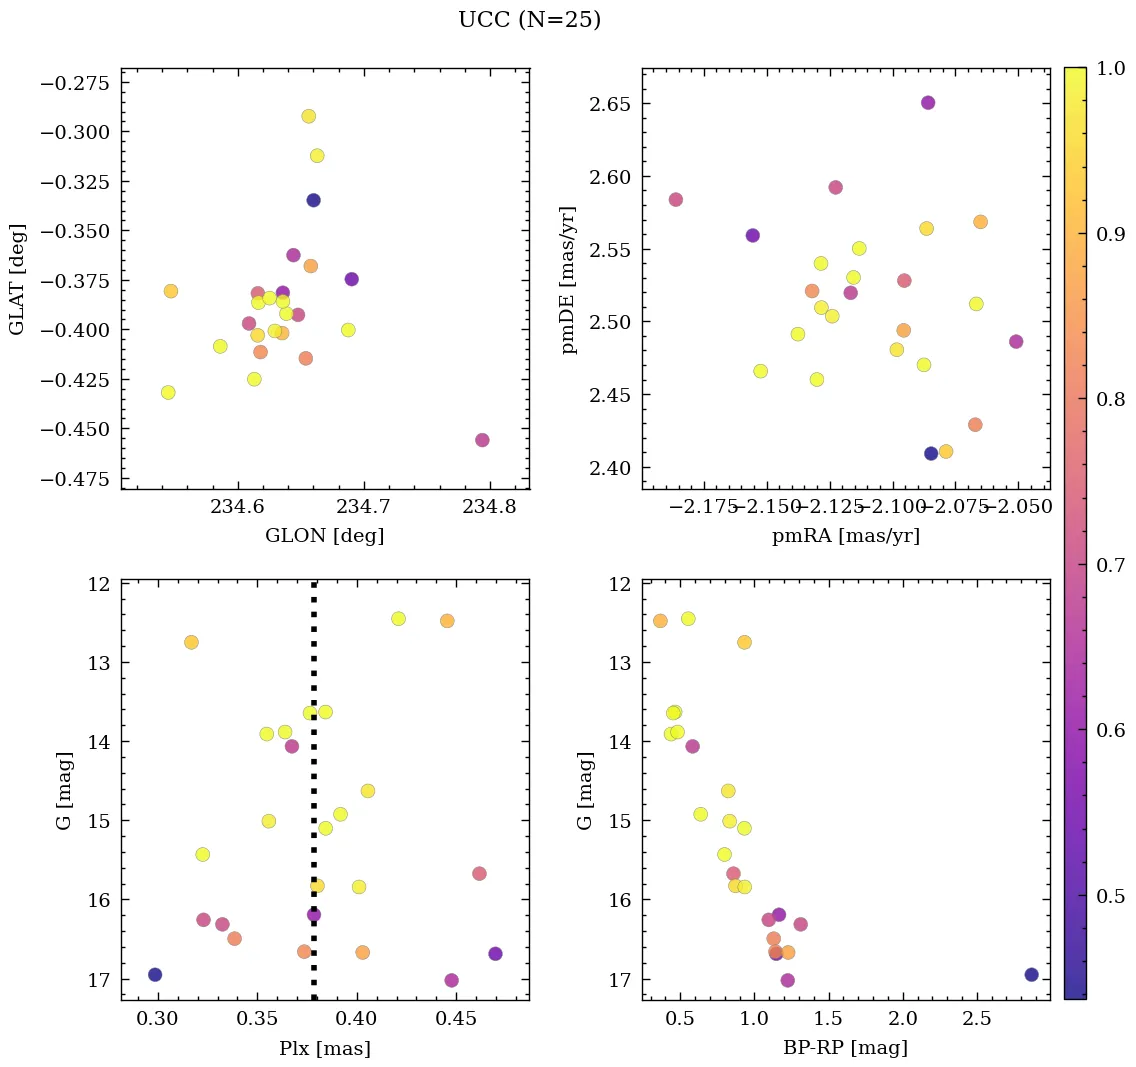 UCC (N=25)
−0.275
−0.300
−0.325
−0.350
−0.375
−0.400
−0.425
−0.450
−0.475
GLAT [deg]
234.6 234.7 234.8
GLON [deg]
2.65
2.60
2.55
2.50
2.45
2.40
pmDE [mas/yr]
−2.175 −2.150 −2.125 −2.100 −2.075 −2.050
pmRA [mas/yr]
1.0
0.9
0.8
0.7
0.6
0.5
12
13
14
15
16
17
G [mag]
0.30 0.35 0.40 0.45
Plx [mas]
12
13
14
15
16
17
G [mag]
0.5 1.0 1.5 2.0 2.5
BP-RP [mag]